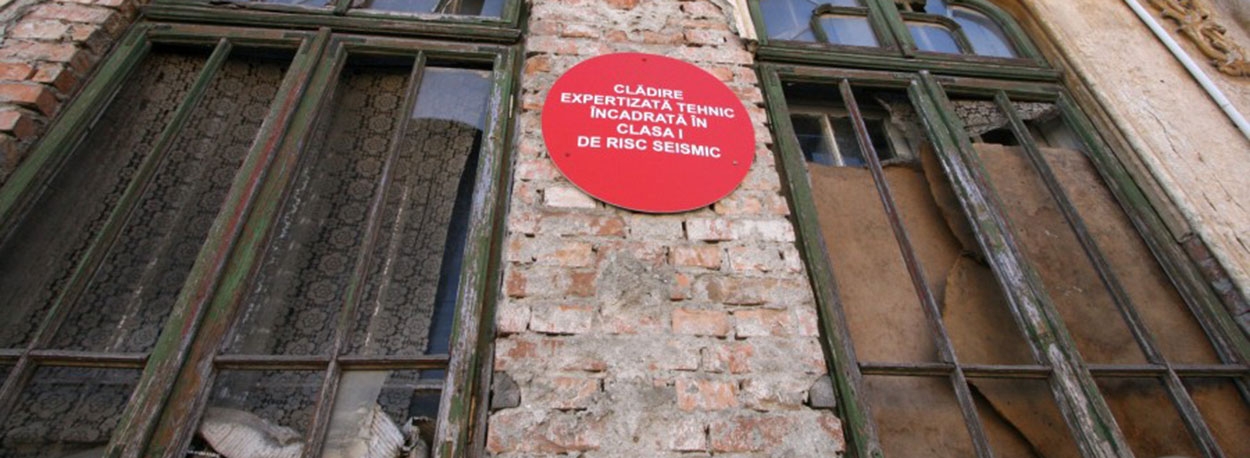 CLĂDIRE
EXPERTIZATĂ TEHNIC
ÎNCADRATĂ ÎN
CLASA I
DE RISC SEISMIC